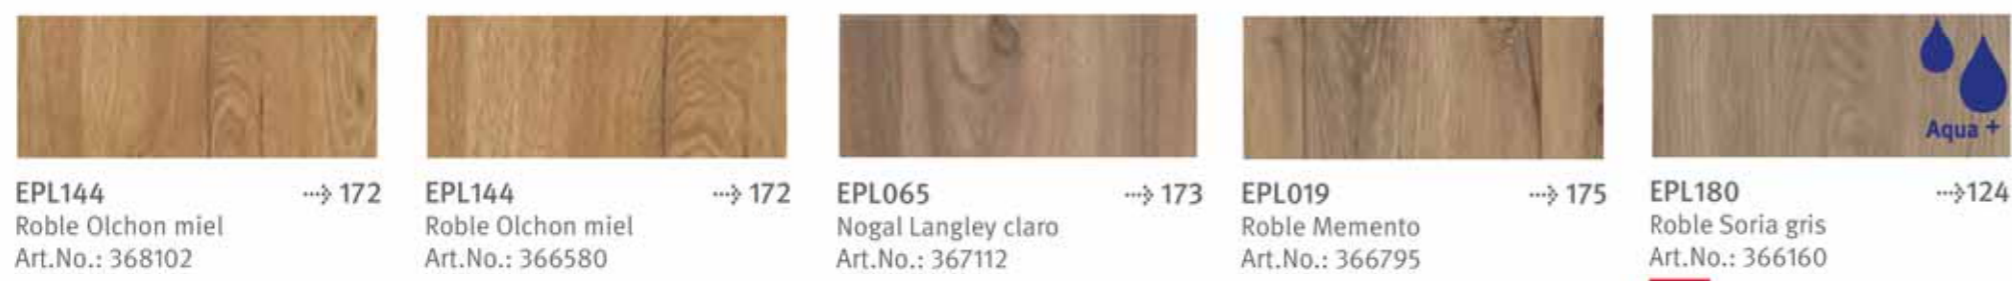 Aqua +
EPL144 ···> 172
Roble Olchon miel
Art.No.: 368102
EPL144 ···> 172
Roble Olchon miel
Art.No.: 366580
EPL065 ···> 173
Nogal Langley claro
Art.No.: 367112
EPL019 ···> 175
Roble Memento
Art.No.: 366795
EPL180 ···>124
Roble Soria gris
Art.No.: 366160